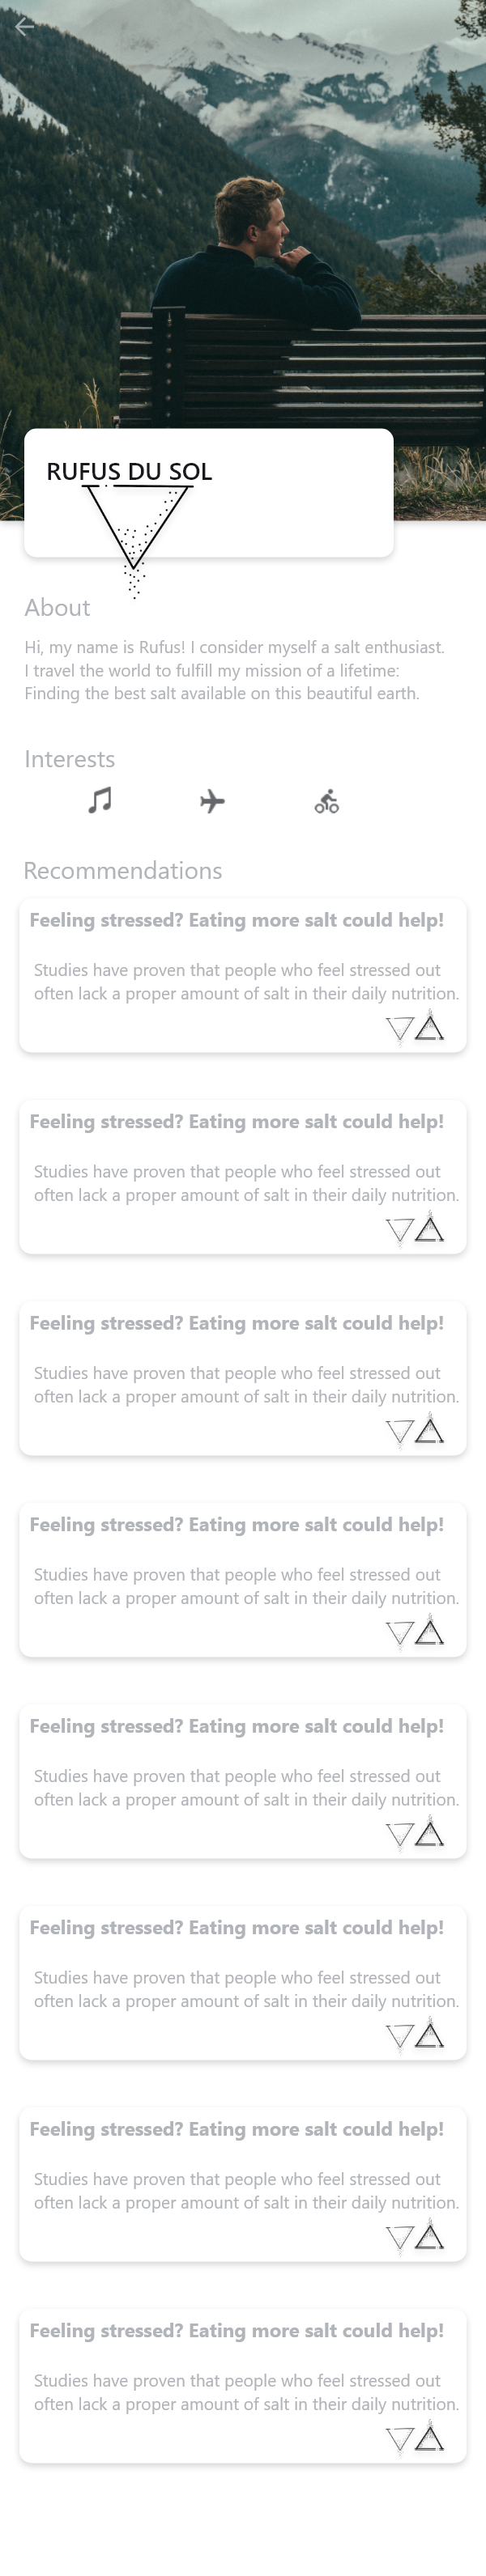 RUFUS DU SOL
About
Hi, my name is Rufus! I consider myself a salt enthusiast.
I travel the world to fulfill my mission of a lifetime:
Finding the best salt available on this beautiful earth.
Interests
Recommendations
Feeling stressed? Eating more salt could help!
Studies have proven that people who feel stressed out
often lack a proper amount of salt in their daily nutrition.
Feeling stressed? Eating more salt could help!
Studies have proven that people who feel stressed out
often lack a proper amount of salt in their daily nutrition.
Feeling stressed? Eating more salt could help!
Studies have proven that people who feel stressed out
often lack a proper amount of salt in their daily nutrition.
Feeling stressed? Eating more salt could help!
Studies have proven that people who feel stressed out
often lack a proper amount of salt in their daily nutrition.
Feeling stressed? Eating more salt could help!
Studies have proven that people who feel stressed out
often lack a proper amount of salt in their daily nutrition.
Feeling stressed? Eating more salt could help!
Studies have proven that people who feel stressed out
often lack a proper amount of salt in their daily nutrition.
Feeling stressed? Eating more salt could help!
Studies have proven that people who feel stressed out
often lack a proper amount of salt in their daily nutrition.
Feeling stressed? Eating more salt could help!
Studies have proven that people who feel stressed out
often lack a proper amount of salt in their daily nutrition.